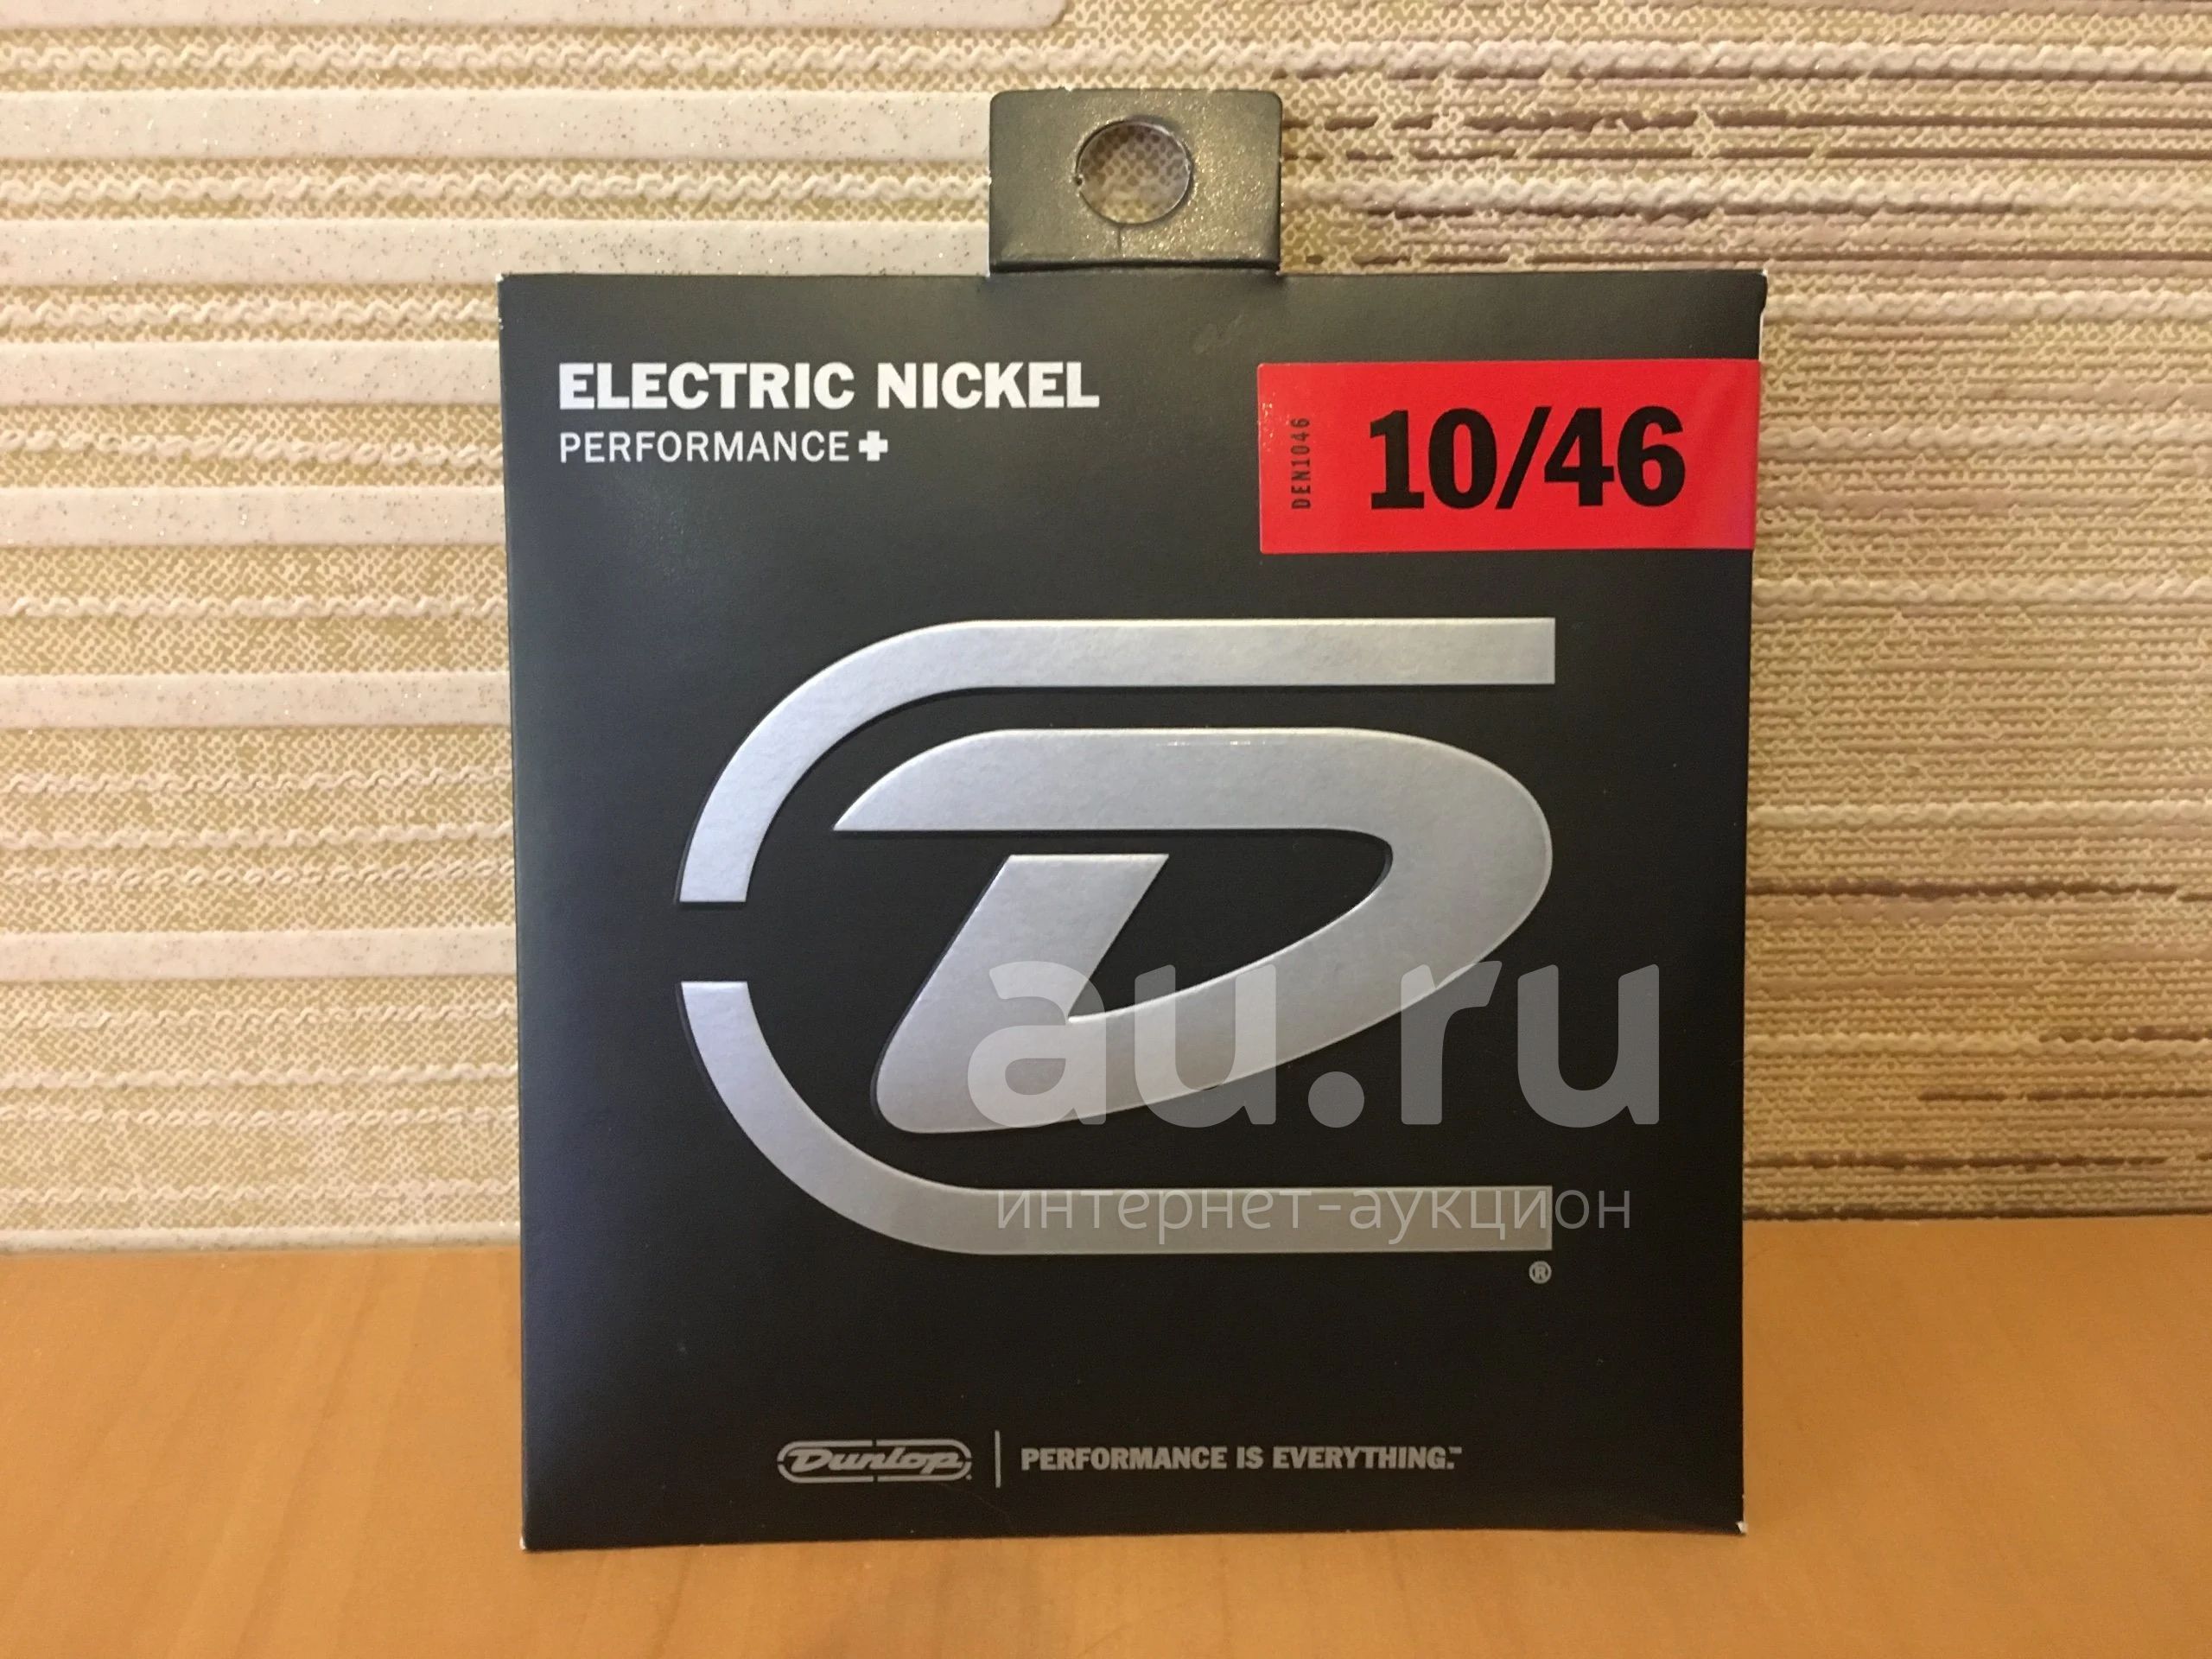 ELECTRIC NICKEL
PERFORMANCE+
DEN1046
10/46
D
au.ru
интернет-аукцион
®
Dunlop® | PERFORMANCE IS EVERYTHING.™